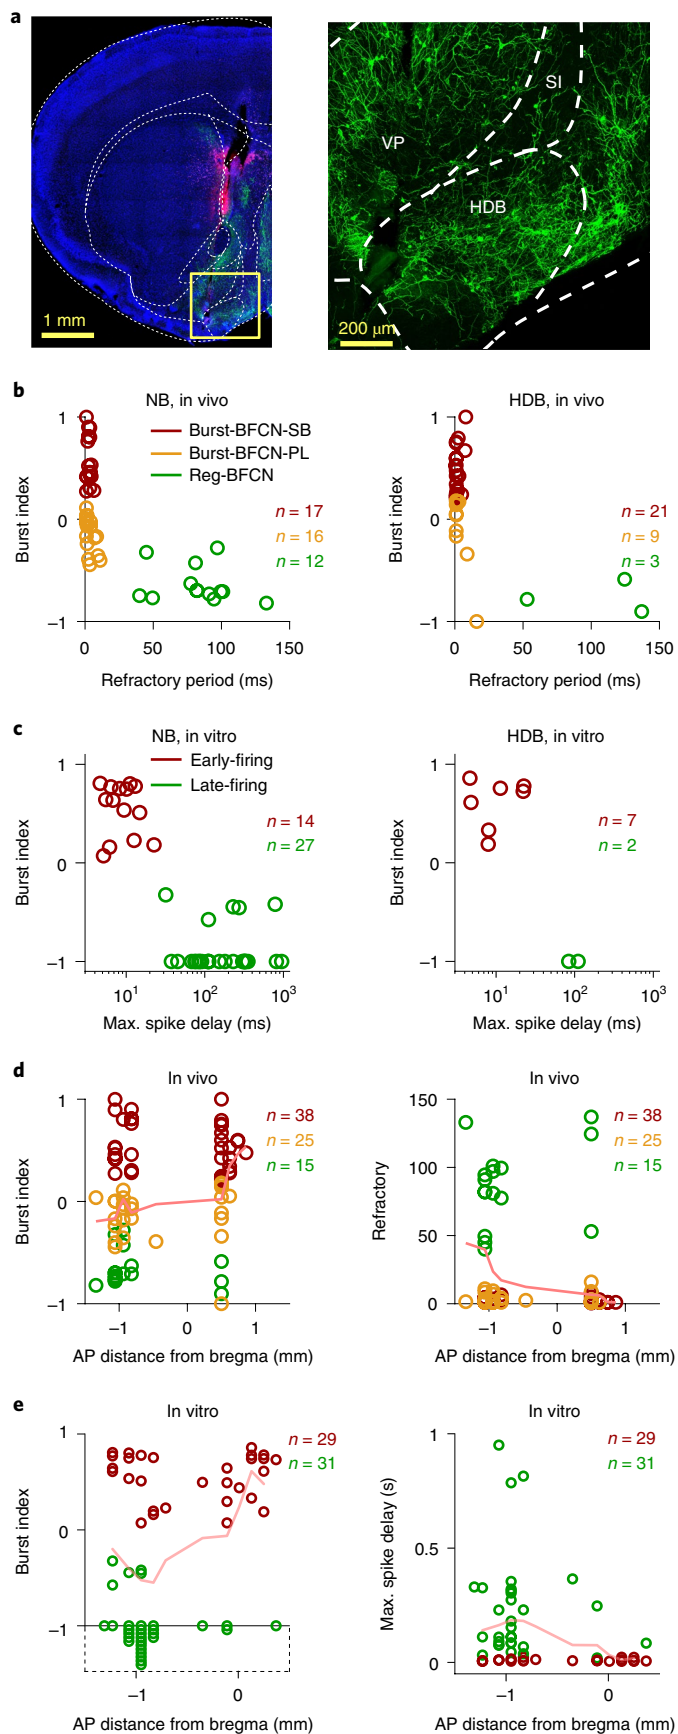 a
1 mm
SI
VP
HDB
200 μm
b
NB, in vivo
Burst-BFCN-SB
Burst-BFCN-PL
Reg-BFCN
n = 17
n = 16
n = 12
1
0
−1
Burst index
0
50
100
150
Refractory period (ms)
HDB, in vivo
n = 21
n = 9
n = 3
1
0
−1
Burst index
0
50
100
150
Refractory period (ms)
c
NB, in vitro
Early-firing
Late-firing
n = 14
n = 27
1
0
−1
Burst index
10¹
10²
10³
Max. spike delay (ms)
HDB, in vitro
n = 7
n = 2
1
0
−1
Burst index
10¹
10²
10³
Max. spike delay (ms)
d
In vivo
n = 38
n = 25
n = 15
1
0
−1
Burst index
−1
0
1
AP distance from bregma (mm)
In vivo
n = 38
n = 25
n = 15
150
100
50
0
Refractory
−1
0
1
AP distance from bregma (mm)
e
In vitro
n = 29
n = 31
1
0
−1
Burst index
−1
0
AP distance from bregma (mm)
In vitro
n = 29
n = 31
1
0.5
0
Max. spike delay (s)
−1
0
AP distance from bregma (mm)